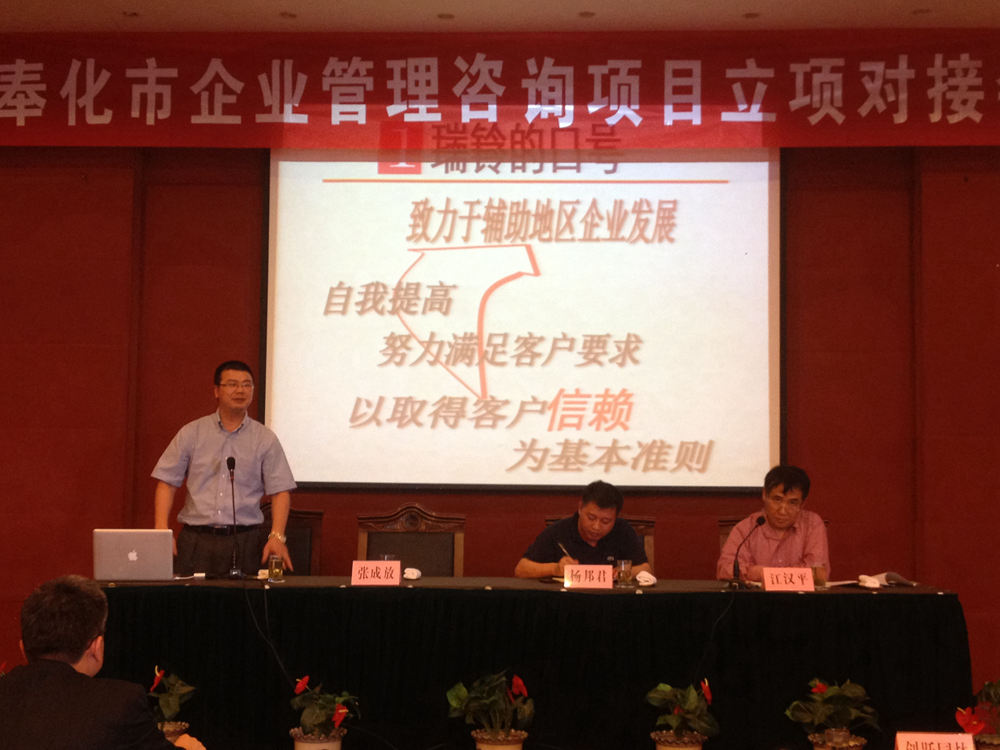 奉化市企业管理咨询项目立项对接
1 瑞铃的口号
致力于辅助地区企业发展
自我提高
努力满足客户要求
以取得客户信赖
为基本准则
张成放
杨邦君
江汉平